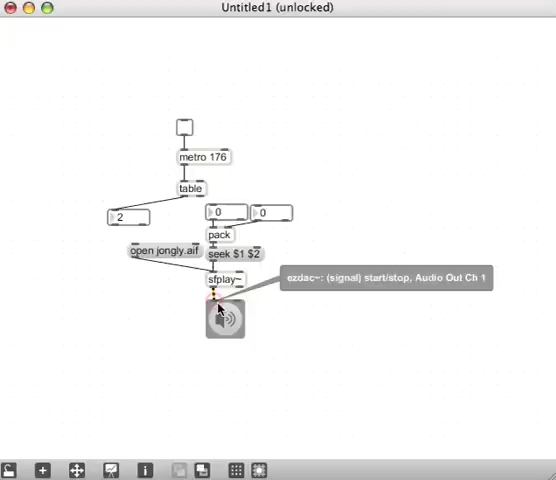 Untitled1 (unlocked)
metro 176
table
2
0
0
pack
open jongly.aif
seek $1 $2
sfplay~
ezdac~: (signal) start/stop, Audio Out Ch 1